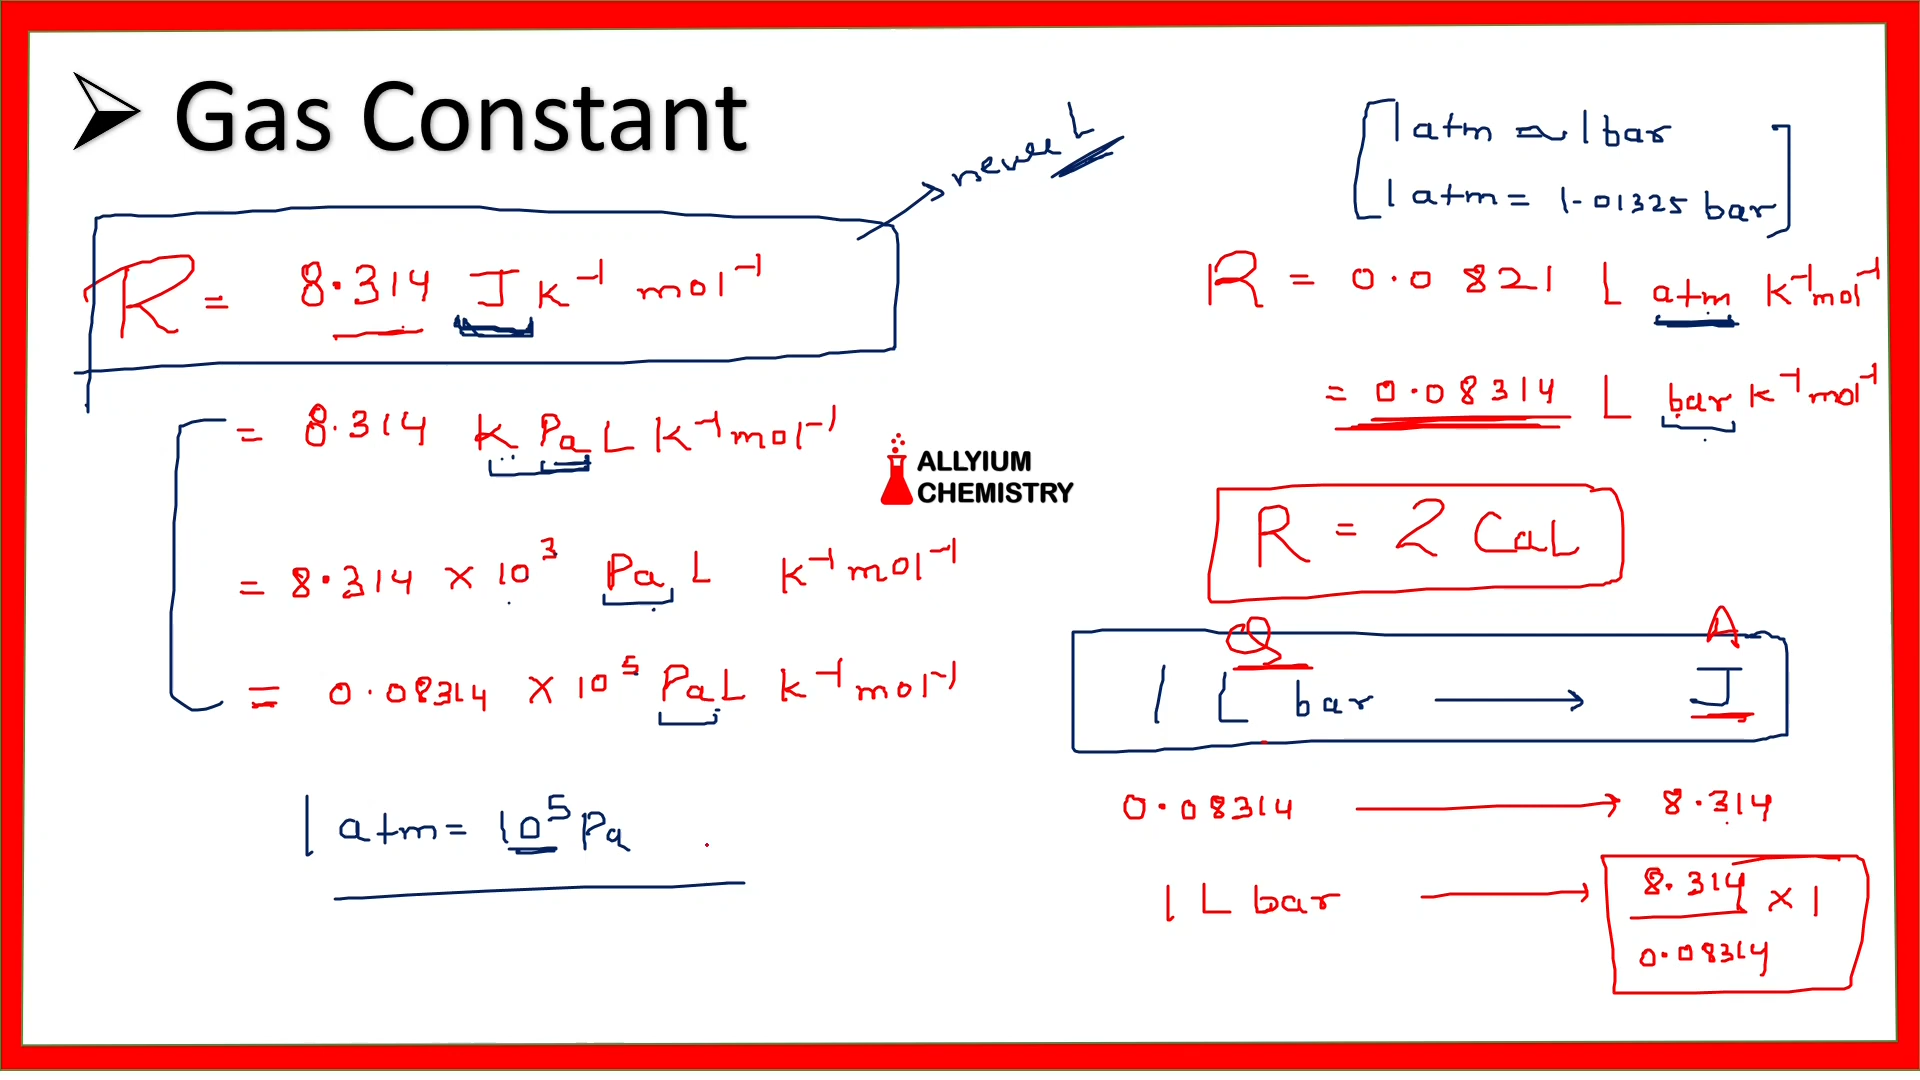 Gas Constant
R = 8.314 J K⁻¹ mol⁻¹
L
= 8.314 K Pa L K⁻¹ mol⁻¹
= 8.314 × 10³ Pa L K⁻¹ mol⁻¹
= 0.08314 × 10⁵ Pa L K⁻¹ mol⁻¹
1 atm = 10⁵ Pa
ALLYIUM
CHEMISTRY
1 atm ≃ 1 bar
1 atm = 1.01325 bar
R = 0.0821 L atm K⁻¹ mol⁻¹
= 0.08314 L bar K⁻¹ mol⁻¹
R = 2 CaL
Q A
1 L bar → J
0.08314 → 8.314
1 L bar → 8.314 × 1
0.08314